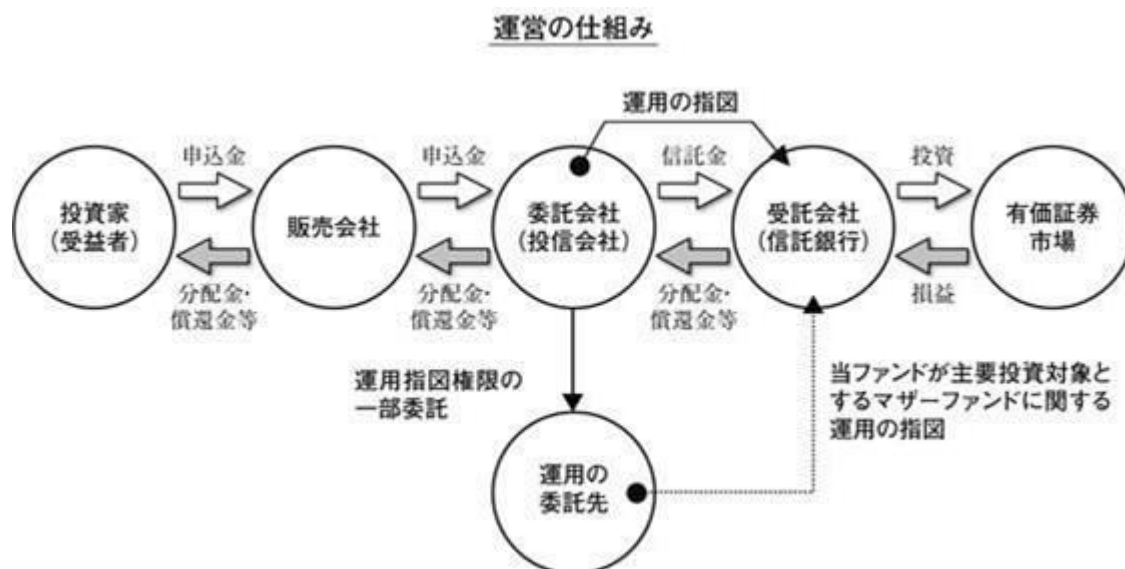 運営の仕組み
運用の指図
申込金
申込金
信託金
投資
投資家
(受益者)
販売会社
委託会社
(投信会社)
受託会社
(信託銀行)
有価証券
市場
分配金・
償還金等
分配金・
償還金等
分配金・
償還金等
損益
運用指図権限の
一部委託
当ファンドが主要投資対象と
するマザーファンドに関する
運用の指図
運用の
委託先